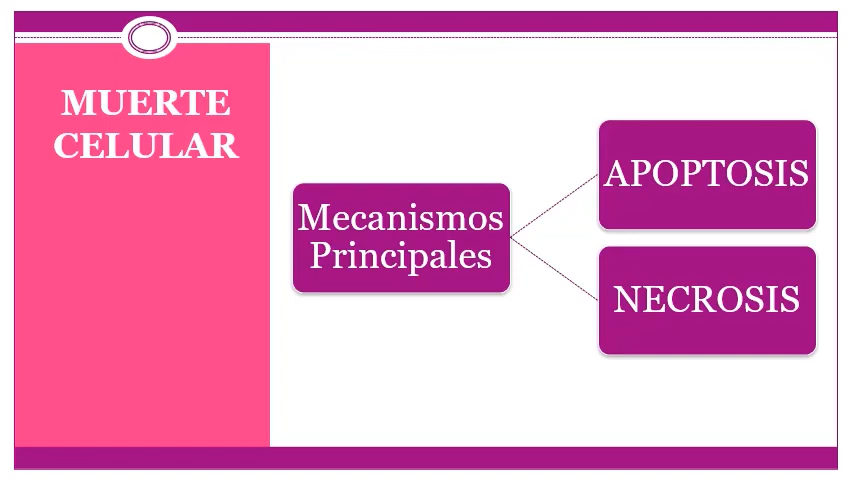 MUERTE
CELULAR
Mecanismos
Principales
APOPTOSIS
NECROSIS